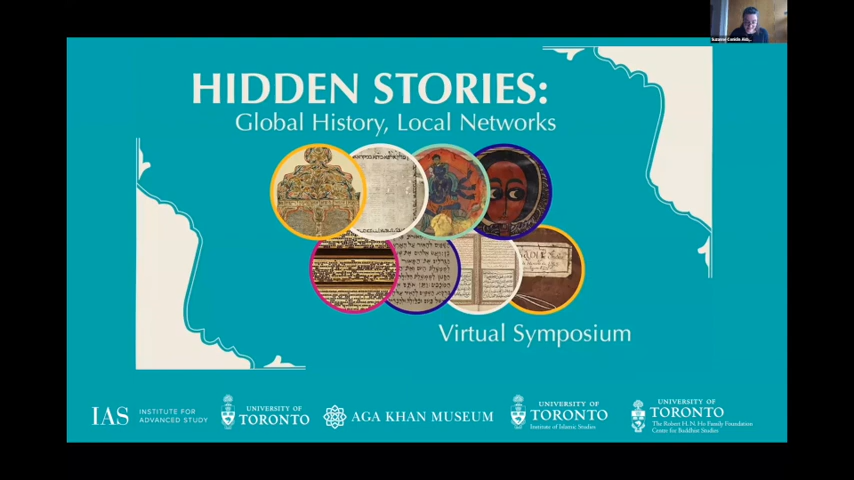 HIDDEN STORIES:
Global History, Local Networks
Virtual Symposium
IAS
INSTITUTE FOR
ADVANCED STUDY
UNIVERSITY OF
TORONTO
AGA KHAN MUSEUM
UNIVERSITY OF
TORONTO
Institute of Islamic Studies
UNIVERSITY OF
TORONTO
The Robert H. N. Ho Family Foundation
Centre for Buddhist Studies